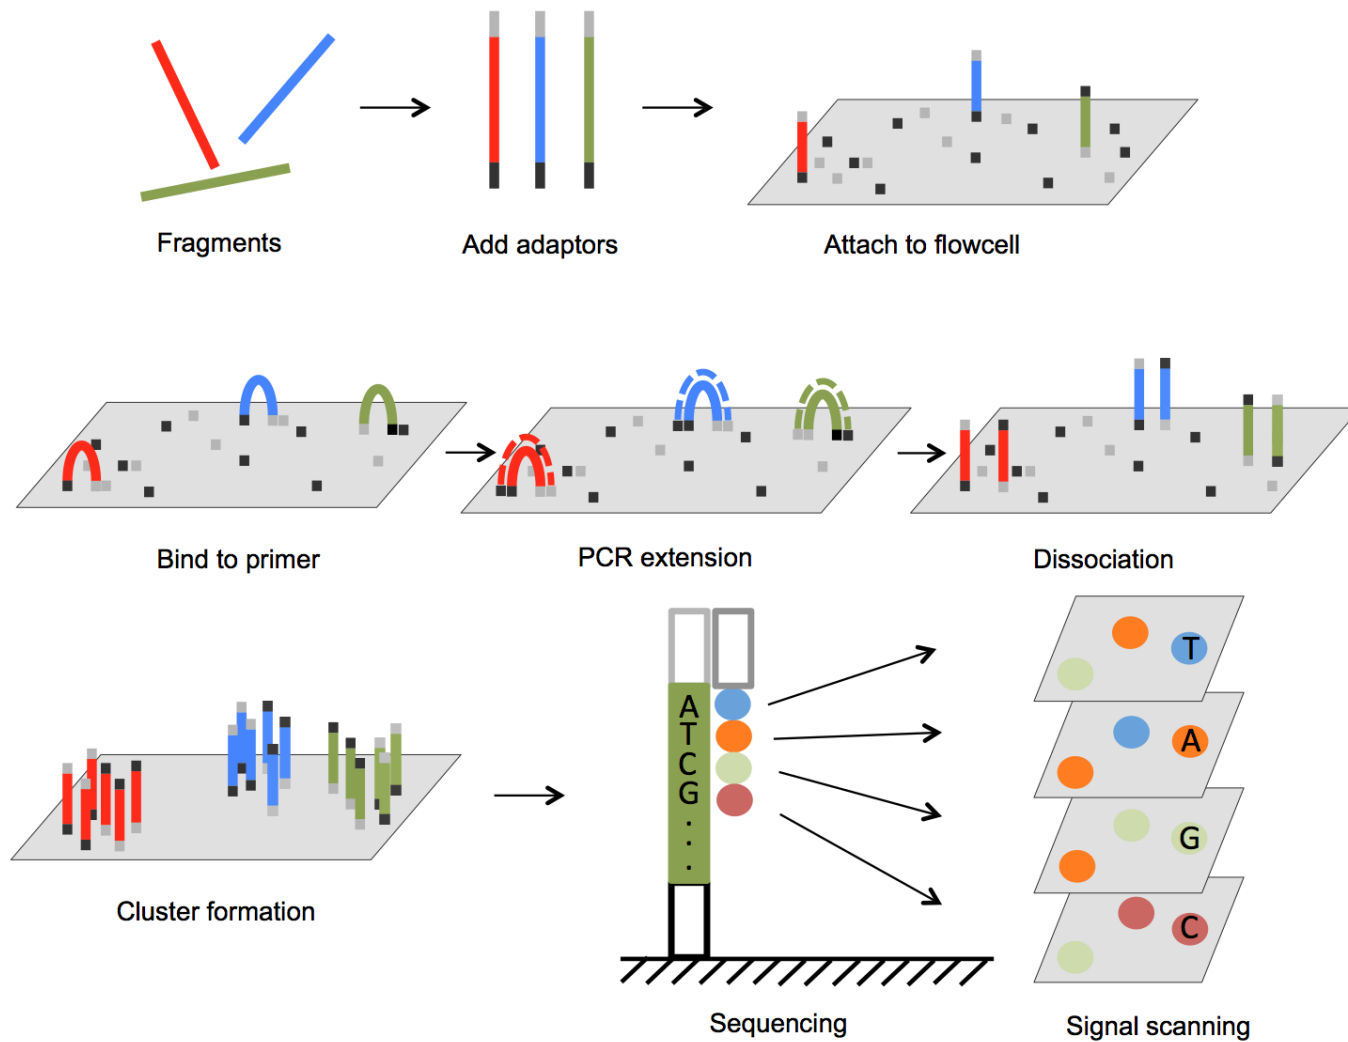 Fragments
Add adaptors
Attach to flowcell
Bind to primer
PCR extension
Dissociation
A
T
C
G
.
.
.
T
A
G
C
Cluster formation
Sequencing
Signal scanning